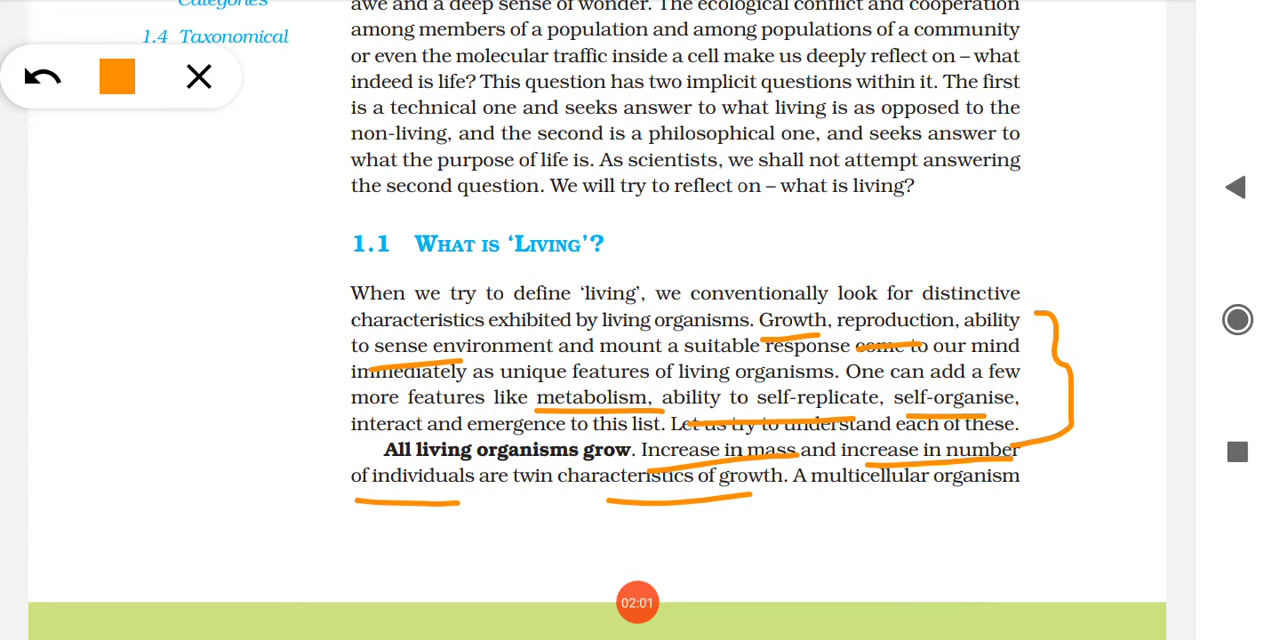 Categories
1.4 Taxonomical
awe and a deep sense of wonder. The ecological conflict and cooperation
among members of a population and among populations of a community
or even the molecular traffic inside a cell make us deeply reflect on – what
indeed is life? This question has two implicit questions within it. The first
is a technical one and seeks answer to what living is as opposed to the
non-living, and the second is a philosophical one, and seeks answer to
what the purpose of life is. As scientists, we shall not attempt answering
the second question. We will try to reflect on – what is living?
1.1 WHAT IS ‘LIVING’?
When we try to define ‘living’, we conventionally look for distinctive
characteristics exhibited by living organisms. Growth, reproduction, ability
to sense environment and mount a suitable response come to our mind
immediately as unique features of living organisms. One can add a few
more features like metabolism, ability to self-replicate, self-organise,
interact and emergence to this list. Let us try to understand each of these.
All living organisms grow. Increase in mass and increase in number
of individuals are twin characteristics of growth. A multicellular organism
02:01